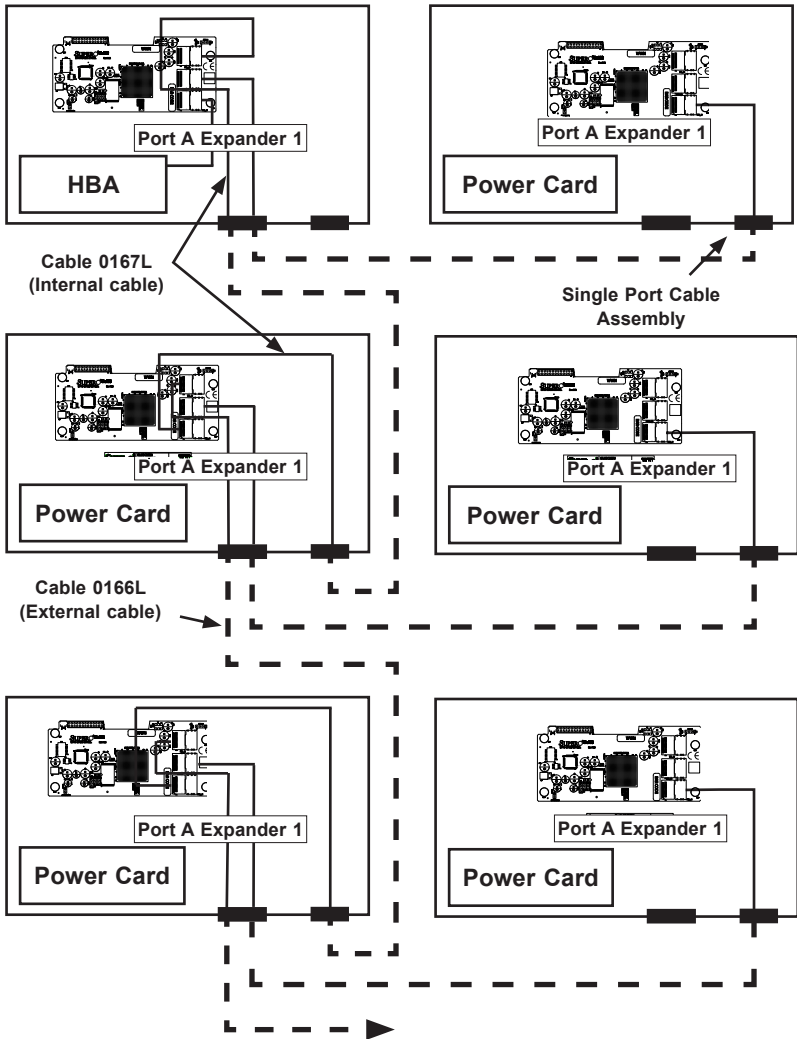 Port A Expander 1
HBA
Port A Expander 1
Power Card
Cable 0167L
(Internal cable)
Single Port Cable
Assembly
Port A Expander 1
Power Card
Port A Expander 1
Power Card
Cable 0166L
(External cable)
Port A Expander 1
Power Card
Port A Expander 1
Power Card